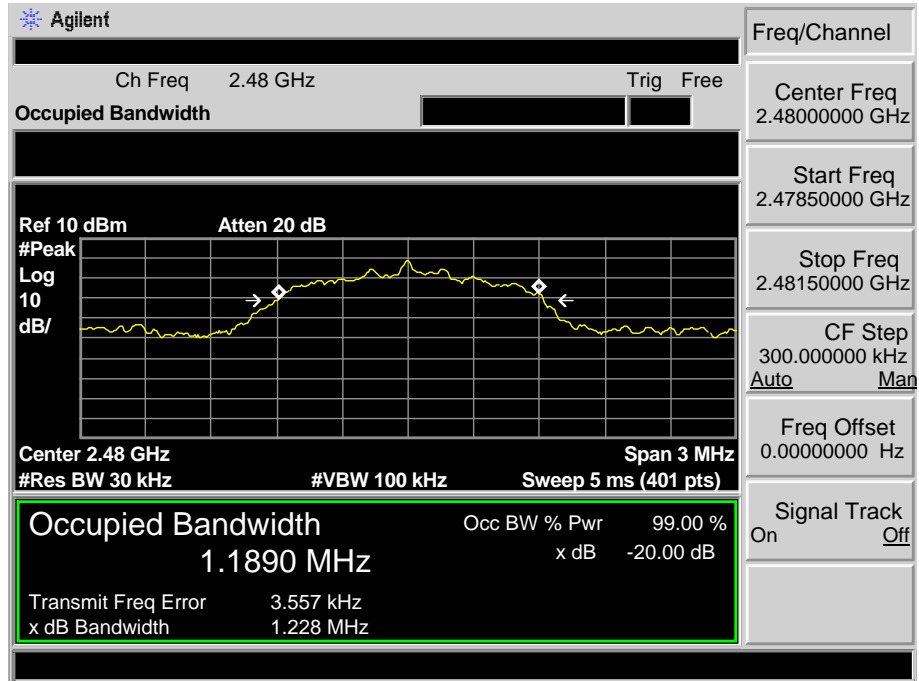 Agilent
Ch Freq 2.48 GHz Trig Free
Occupied Bandwidth
Ref 10 dBm Atten 20 dB
#Peak
Log
10
dB/
Center 2.48 GHz Span 3 MHz
#Res BW 30 kHz #VBW 100 kHz Sweep 5 ms (401 pts)
Occupied Bandwidth Occ BW % Pwr 99.00 %
1.1890 MHz x dB -20.00 dB
Transmit Freq Error 3.557 kHz
x dB Bandwidth 1.228 MHz
Freq/Channel
Center Freq
2.48000000 GHz
Start Freq
2.47850000 GHz
Stop Freq
2.48150000 GHz
CF Step
300.000000 kHz
Auto Man
Freq Offset
0.00000000 Hz
Signal Track
On Off